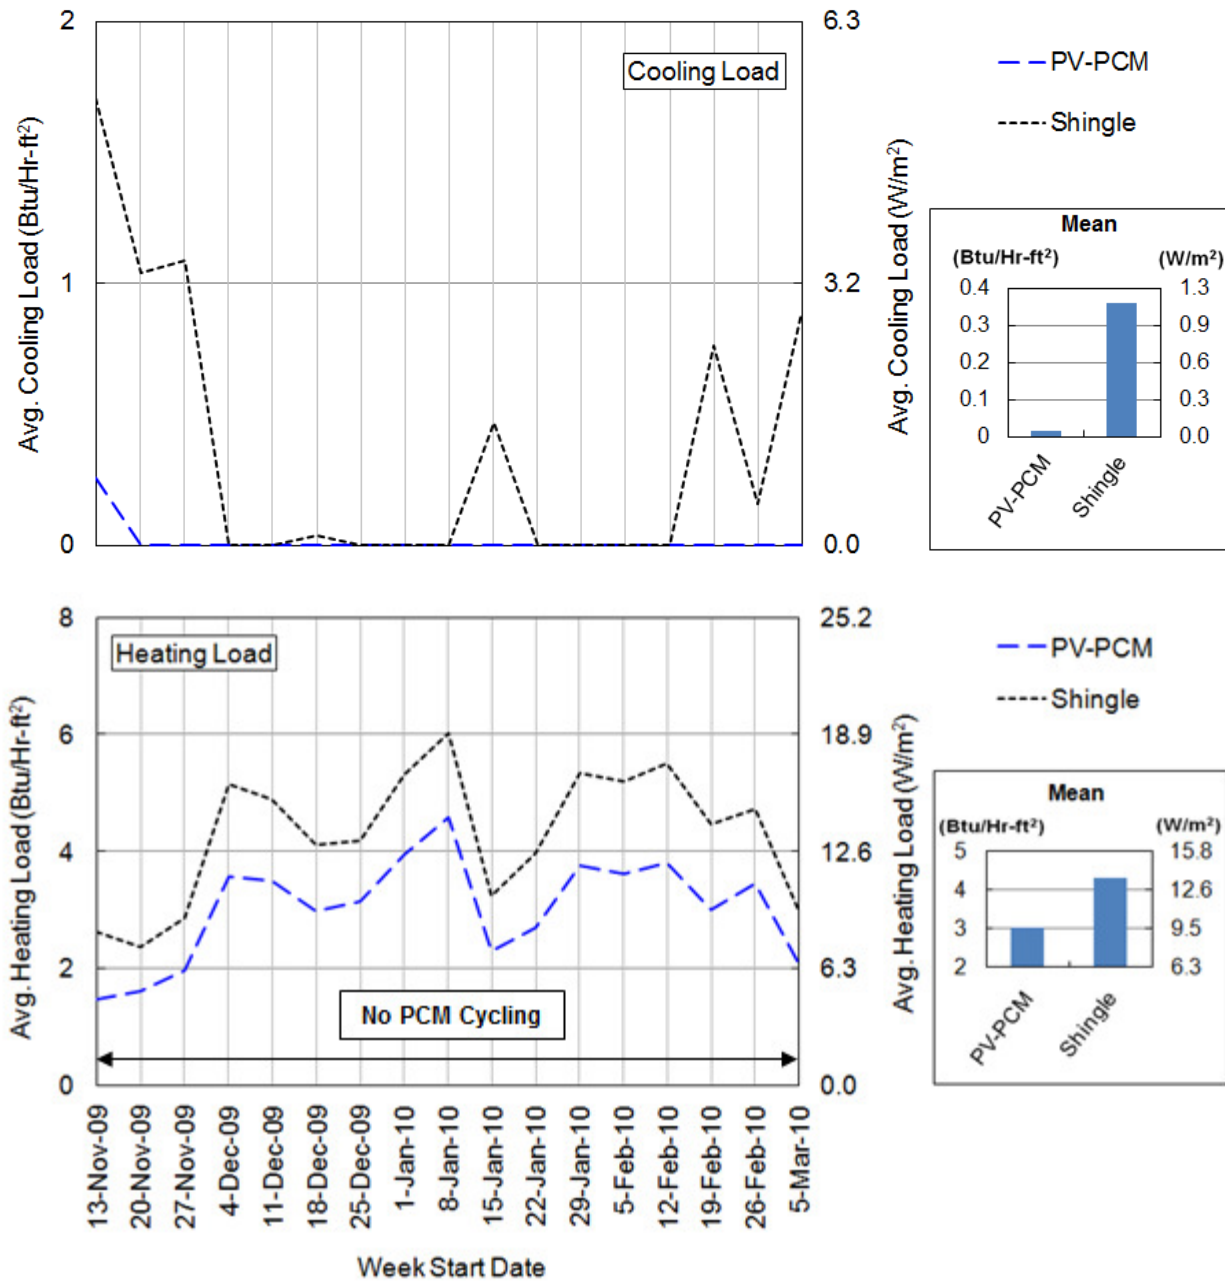 2
6.3
Cooling Load
PV-PCM
Shingle
Avg. Cooling Load (Btu/Hr-ft²)
1
3.2
Avg. Cooling Load (W/m²)
0
0.0
Mean
(Btu/Hr-ft²)
(W/m²)
0.4
1.3
0.3
0.9
0.2
0.6
0.1
0.3
0
0.0
PV-PCM
Shingle
8
25.2
Heating Load
PV-PCM
Shingle
Avg. Heating Load (Btu/Hr-ft²)
6
18.9
4
12.6
2
6.3
0
0.0
Avg. Heating Load (W/m²)
No PCM Cycling
Mean
(Btu/Hr-ft²)
(W/m²)
5
15.8
4
12.6
3
9.5
2
6.3
PV-PCM
Shingle
13-Nov-09
20-Nov-09
27-Nov-09
4-Dec-09
11-Dec-09
18-Dec-09
25-Dec-09
1-Jan-10
8-Jan-10
15-Jan-10
22-Jan-10
29-Jan-10
5-Feb-10
12-Feb-10
19-Feb-10
26-Feb-10
5-Mar-10
Week Start Date